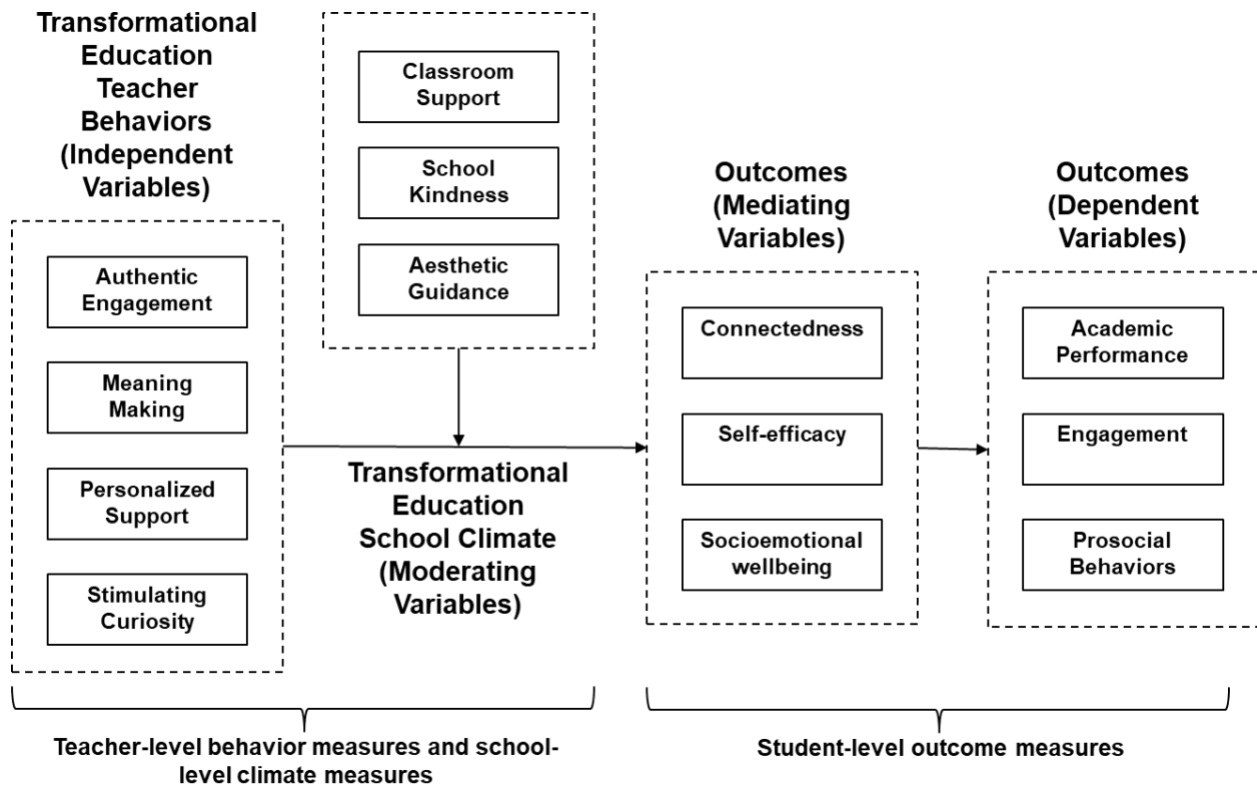 Transformational
Education
Teacher
Behaviors
(Independent
Variables)
Authentic
Engagement
Meaning
Making
Personalized
Support
Stimulating
Curiosity
Classroom
Support
School
Kindness
Aesthetic
Guidance
Transformational
Education
School Climate
(Moderating
Variables)
Outcomes
(Mediating
Variables)
Connectedness
Self-efficacy
Socioemotional
wellbeing
Outcomes
(Dependent
Variables)
Academic
Performance
Engagement
Prosocial
Behaviors
Teacher-level behavior measures and school-
level climate measures
Student-level outcome measures